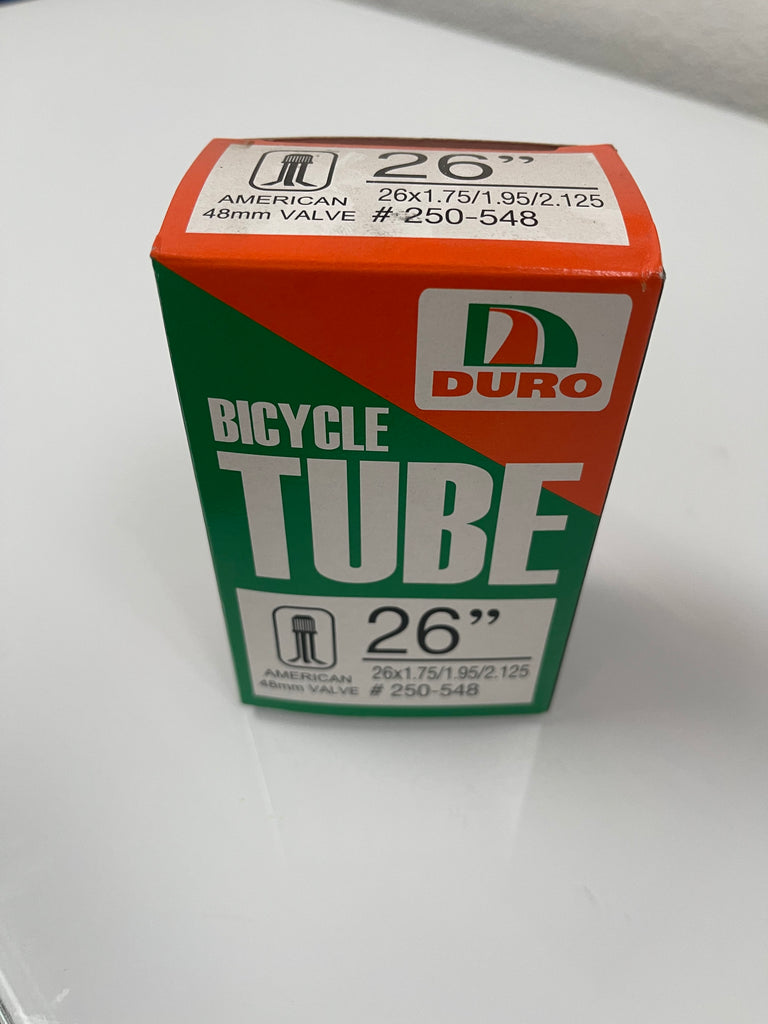 26”
AMERICAN 26x1.75/1.95/2.125
48mm VALVE # 250-548
DURO
BICYCLE
TUBE
26”
AMERICAN 26x1.75/1.95/2.125
48mm VALVE # 250-548